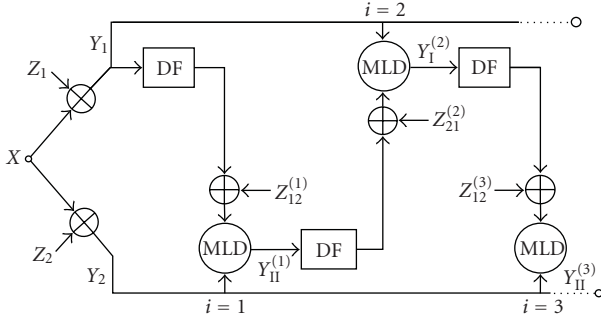 i = 2
Y₁
Y_I^(2)
Z₁
DF
MLD
DF
Z_21^(2)
X
Z_12^(1)
Z_12^(3)
Z₂
MLD
DF
MLD
Y_II^(1)
Y₂
Y_II^(3)
i = 1
i = 3